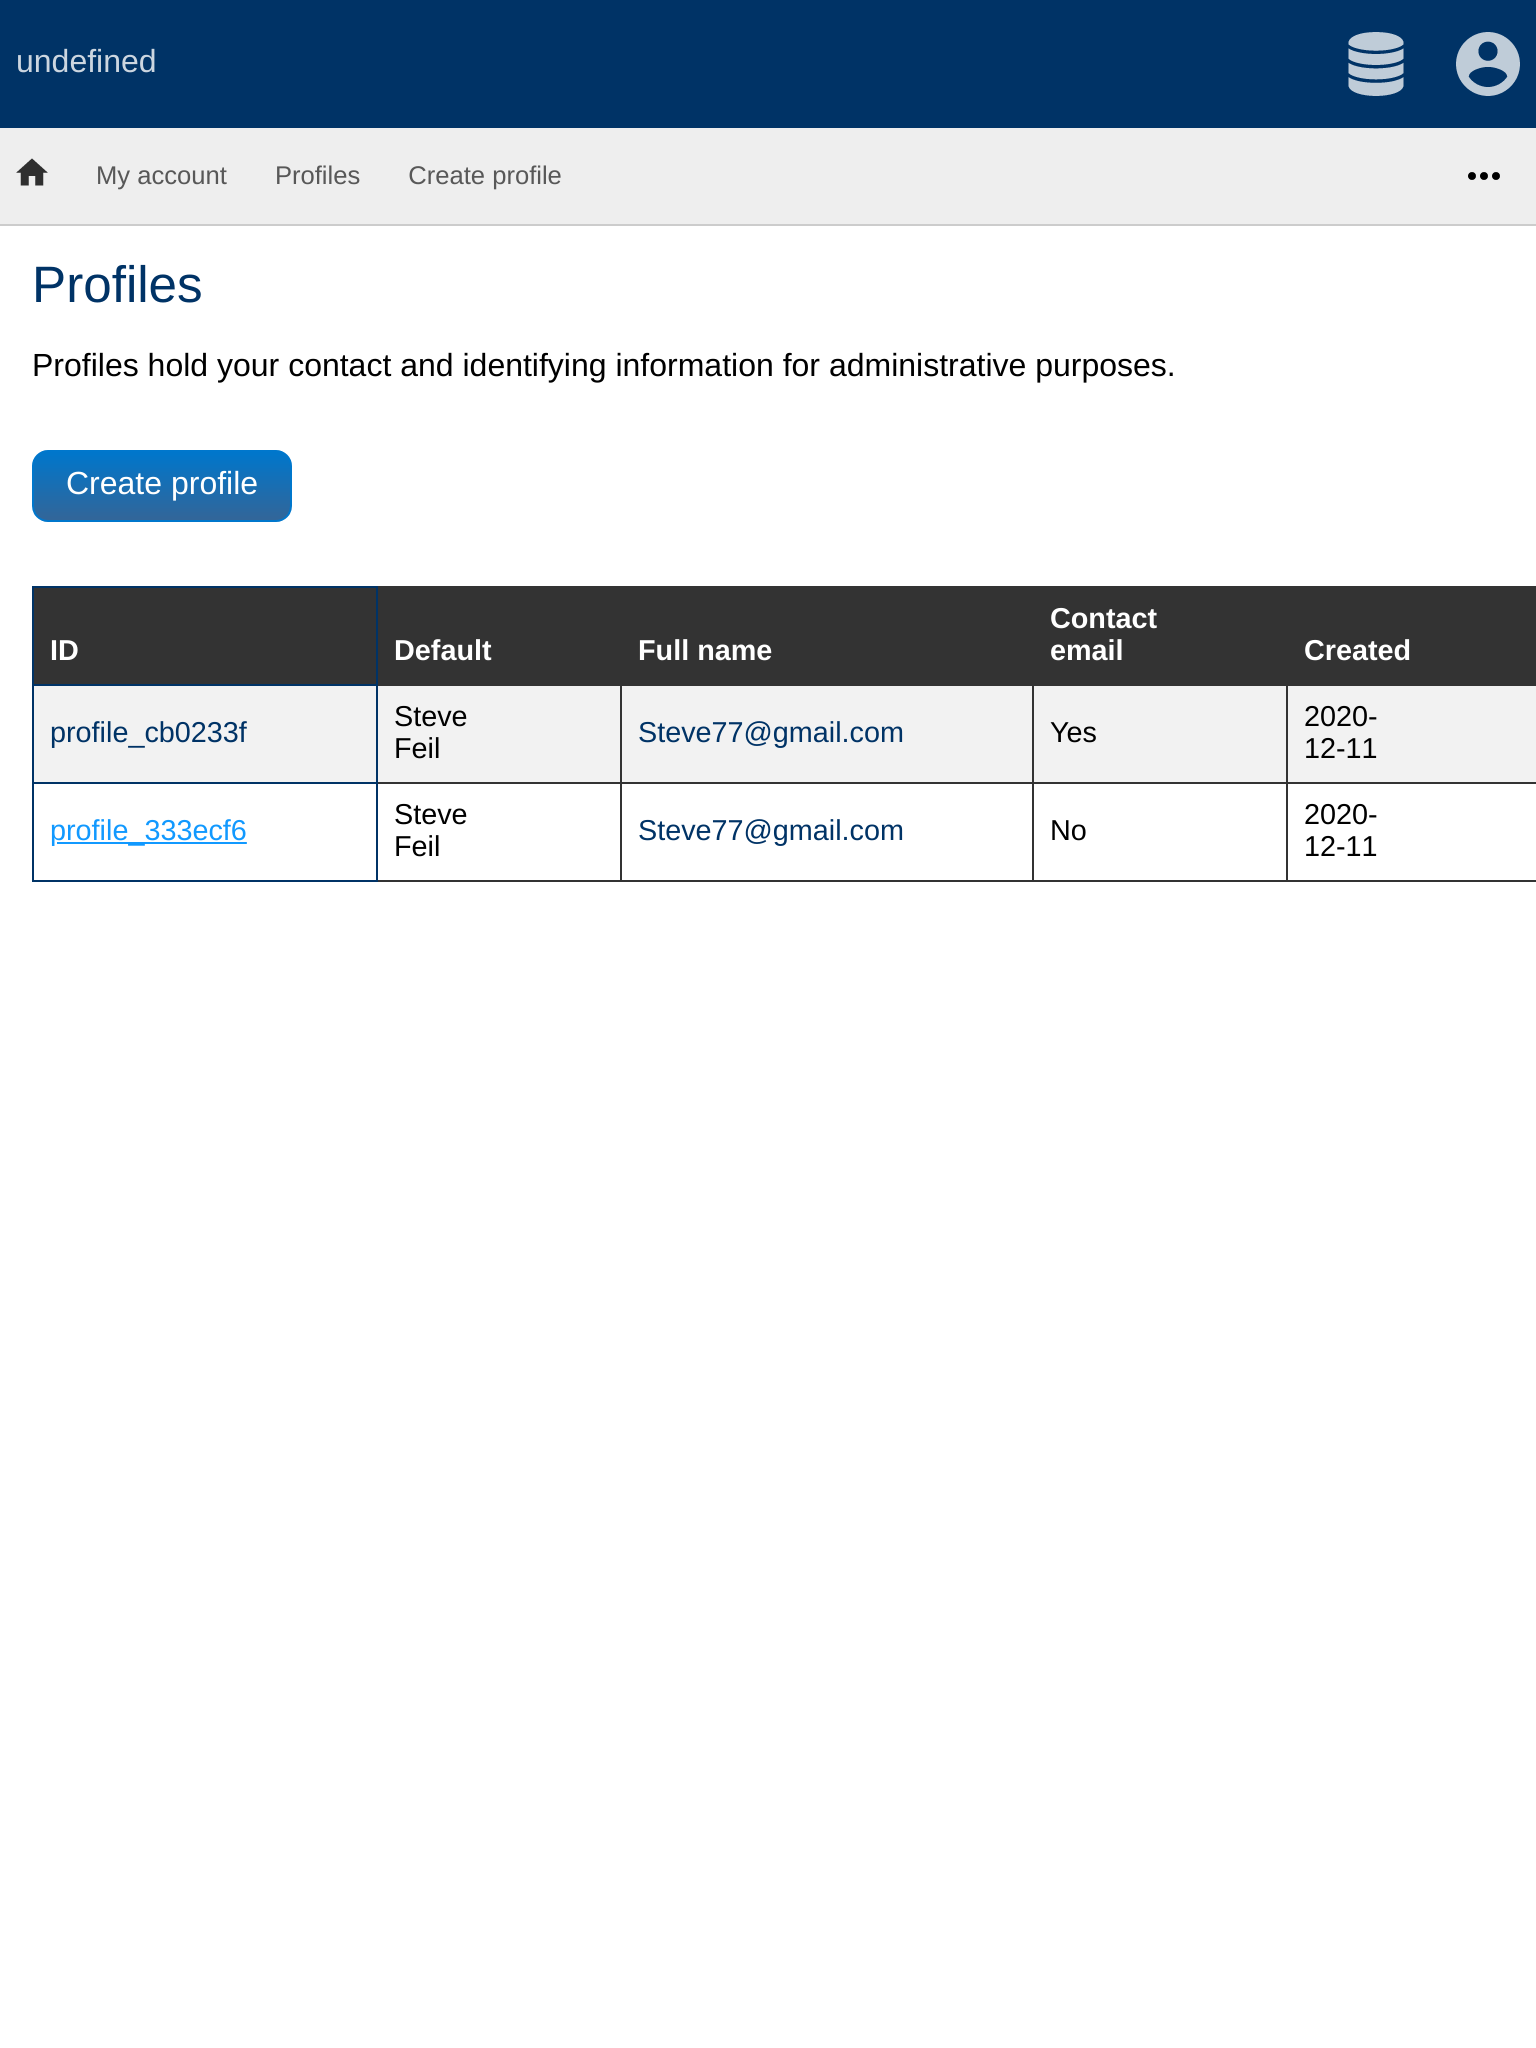 undefined
My account Profiles Create profile
Profiles
Profiles hold your contact and identifying information for administrative purposes.
Create profile
ID Default Full name Contact email Created
profile_cb0233f Steve Feil Steve77@gmail.com Yes 2020-12-11
profile_333ecf6 Steve Feil Steve77@gmail.com No 2020-12-11